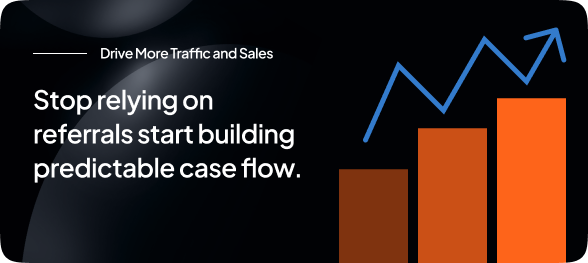 Drive More Traffic and Sales
Stop relying on
referrals start building
predictable case flow.